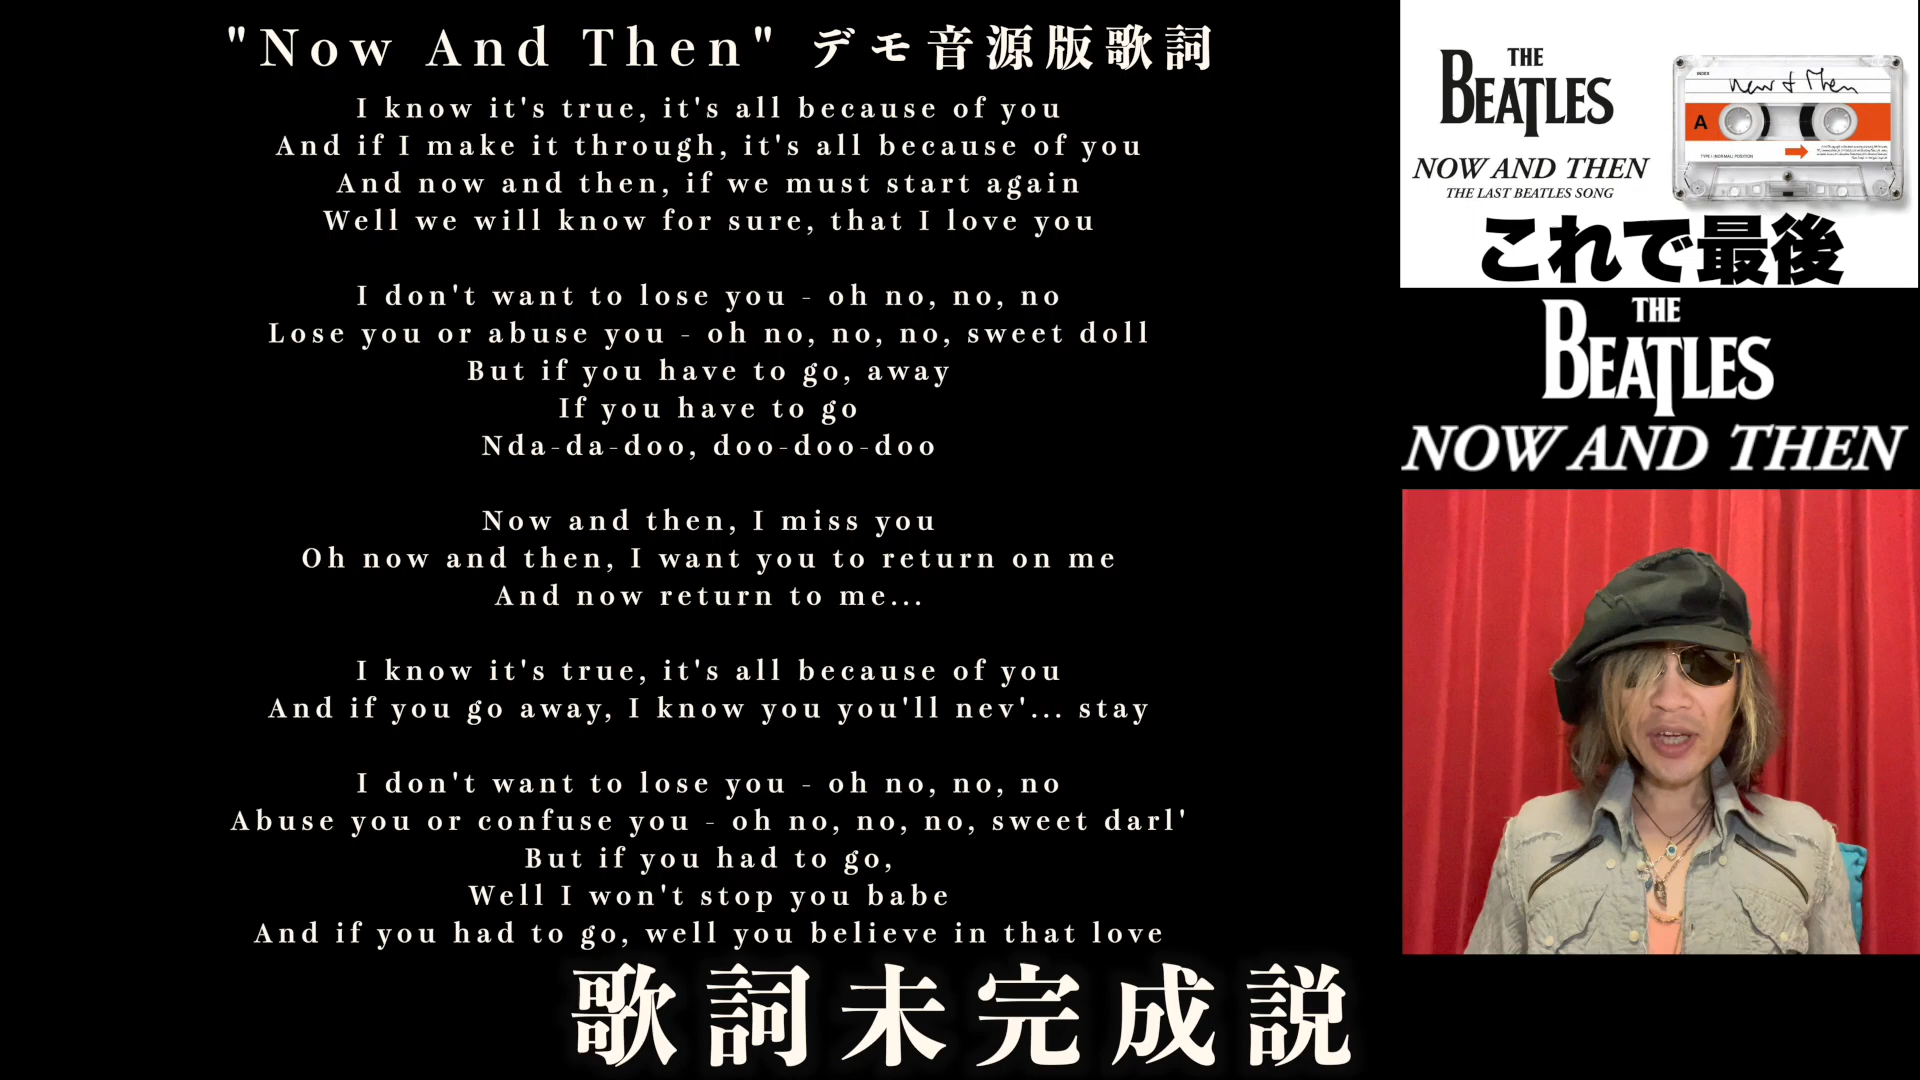 "Now And Then" デモ音源版歌詞
I know it's true, it's all because of you
And if I make it through, it's all because of you
And now and then, if we must start again
Well we will know for sure, that I love you
I don't want to lose you - oh no, no, no
Lose you or abuse you - oh no, no, no, sweet doll
But if you have to go, away
If you have to go
Nda-da-doo, doo-doo-doo
Now and then, I miss you
Oh now and then, I want you to return on me
And now return to me...
I know it's true, it's all because of you
And if you go away, I know you you'll nev'... stay
I don't want to lose you - oh no, no, no
Abuse you or confuse you - oh no, no, no, sweet darl'
But if you had to go,
Well I won't stop you babe
And if you had to go, well you believe in that love
歌詞未完成説
THE
BEATLES
NOW AND THEN
THE LAST BEATLES SONG
Now & Then
A
TYPE I (NORMAL) POSITION
これで最後
THE
BEATLES
NOW AND THEN